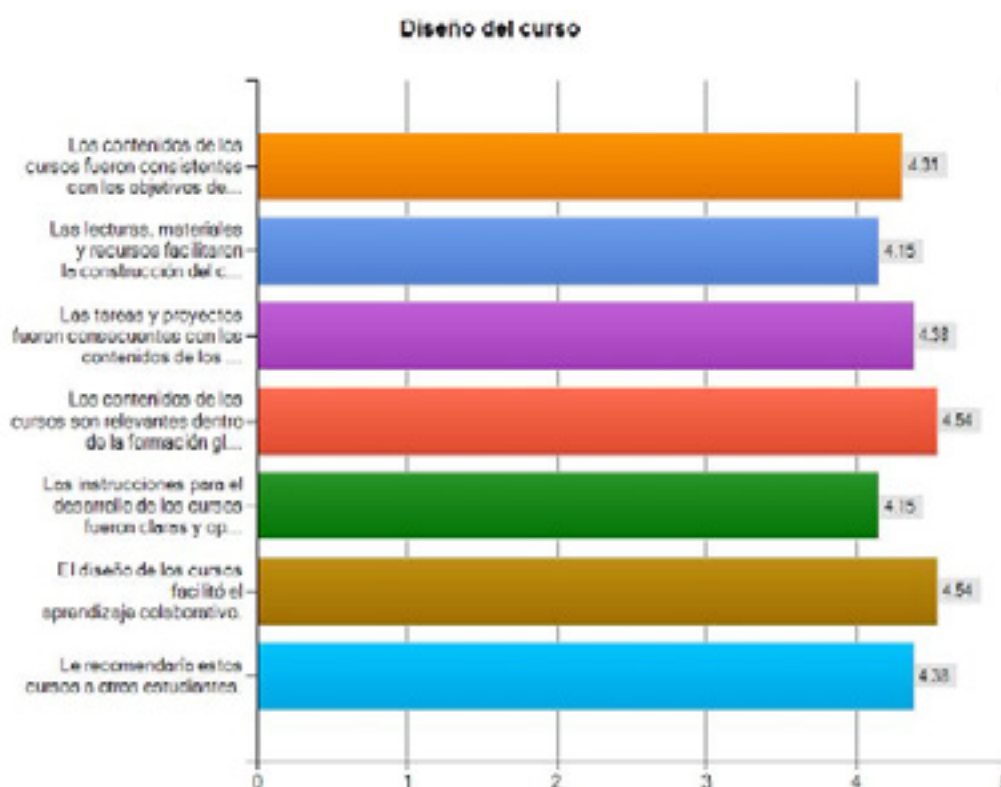 Diseño del curso
Los contenidos de los
cursos fueron consistentes
con los objetivos de...
4.31
Las lecturas, materiales
y recursos facilitaron
la construcción del c...
4.15
Las tareas y proyectos
fueron consecuentes con los
contenidos de los ...
4.38
Los contenidos de los
cursos son relevantes dentro
de la formación gl...
4.54
Las instrucciones para el
desarrollo de los cursos
fueron claras y op...
4.15
El diseño de los cursos
facilitó el
aprendizaje colaborativo.
4.54
Le recomendaría estos
cursos a otros estudiantes.
4.38
0 1 2 3 4